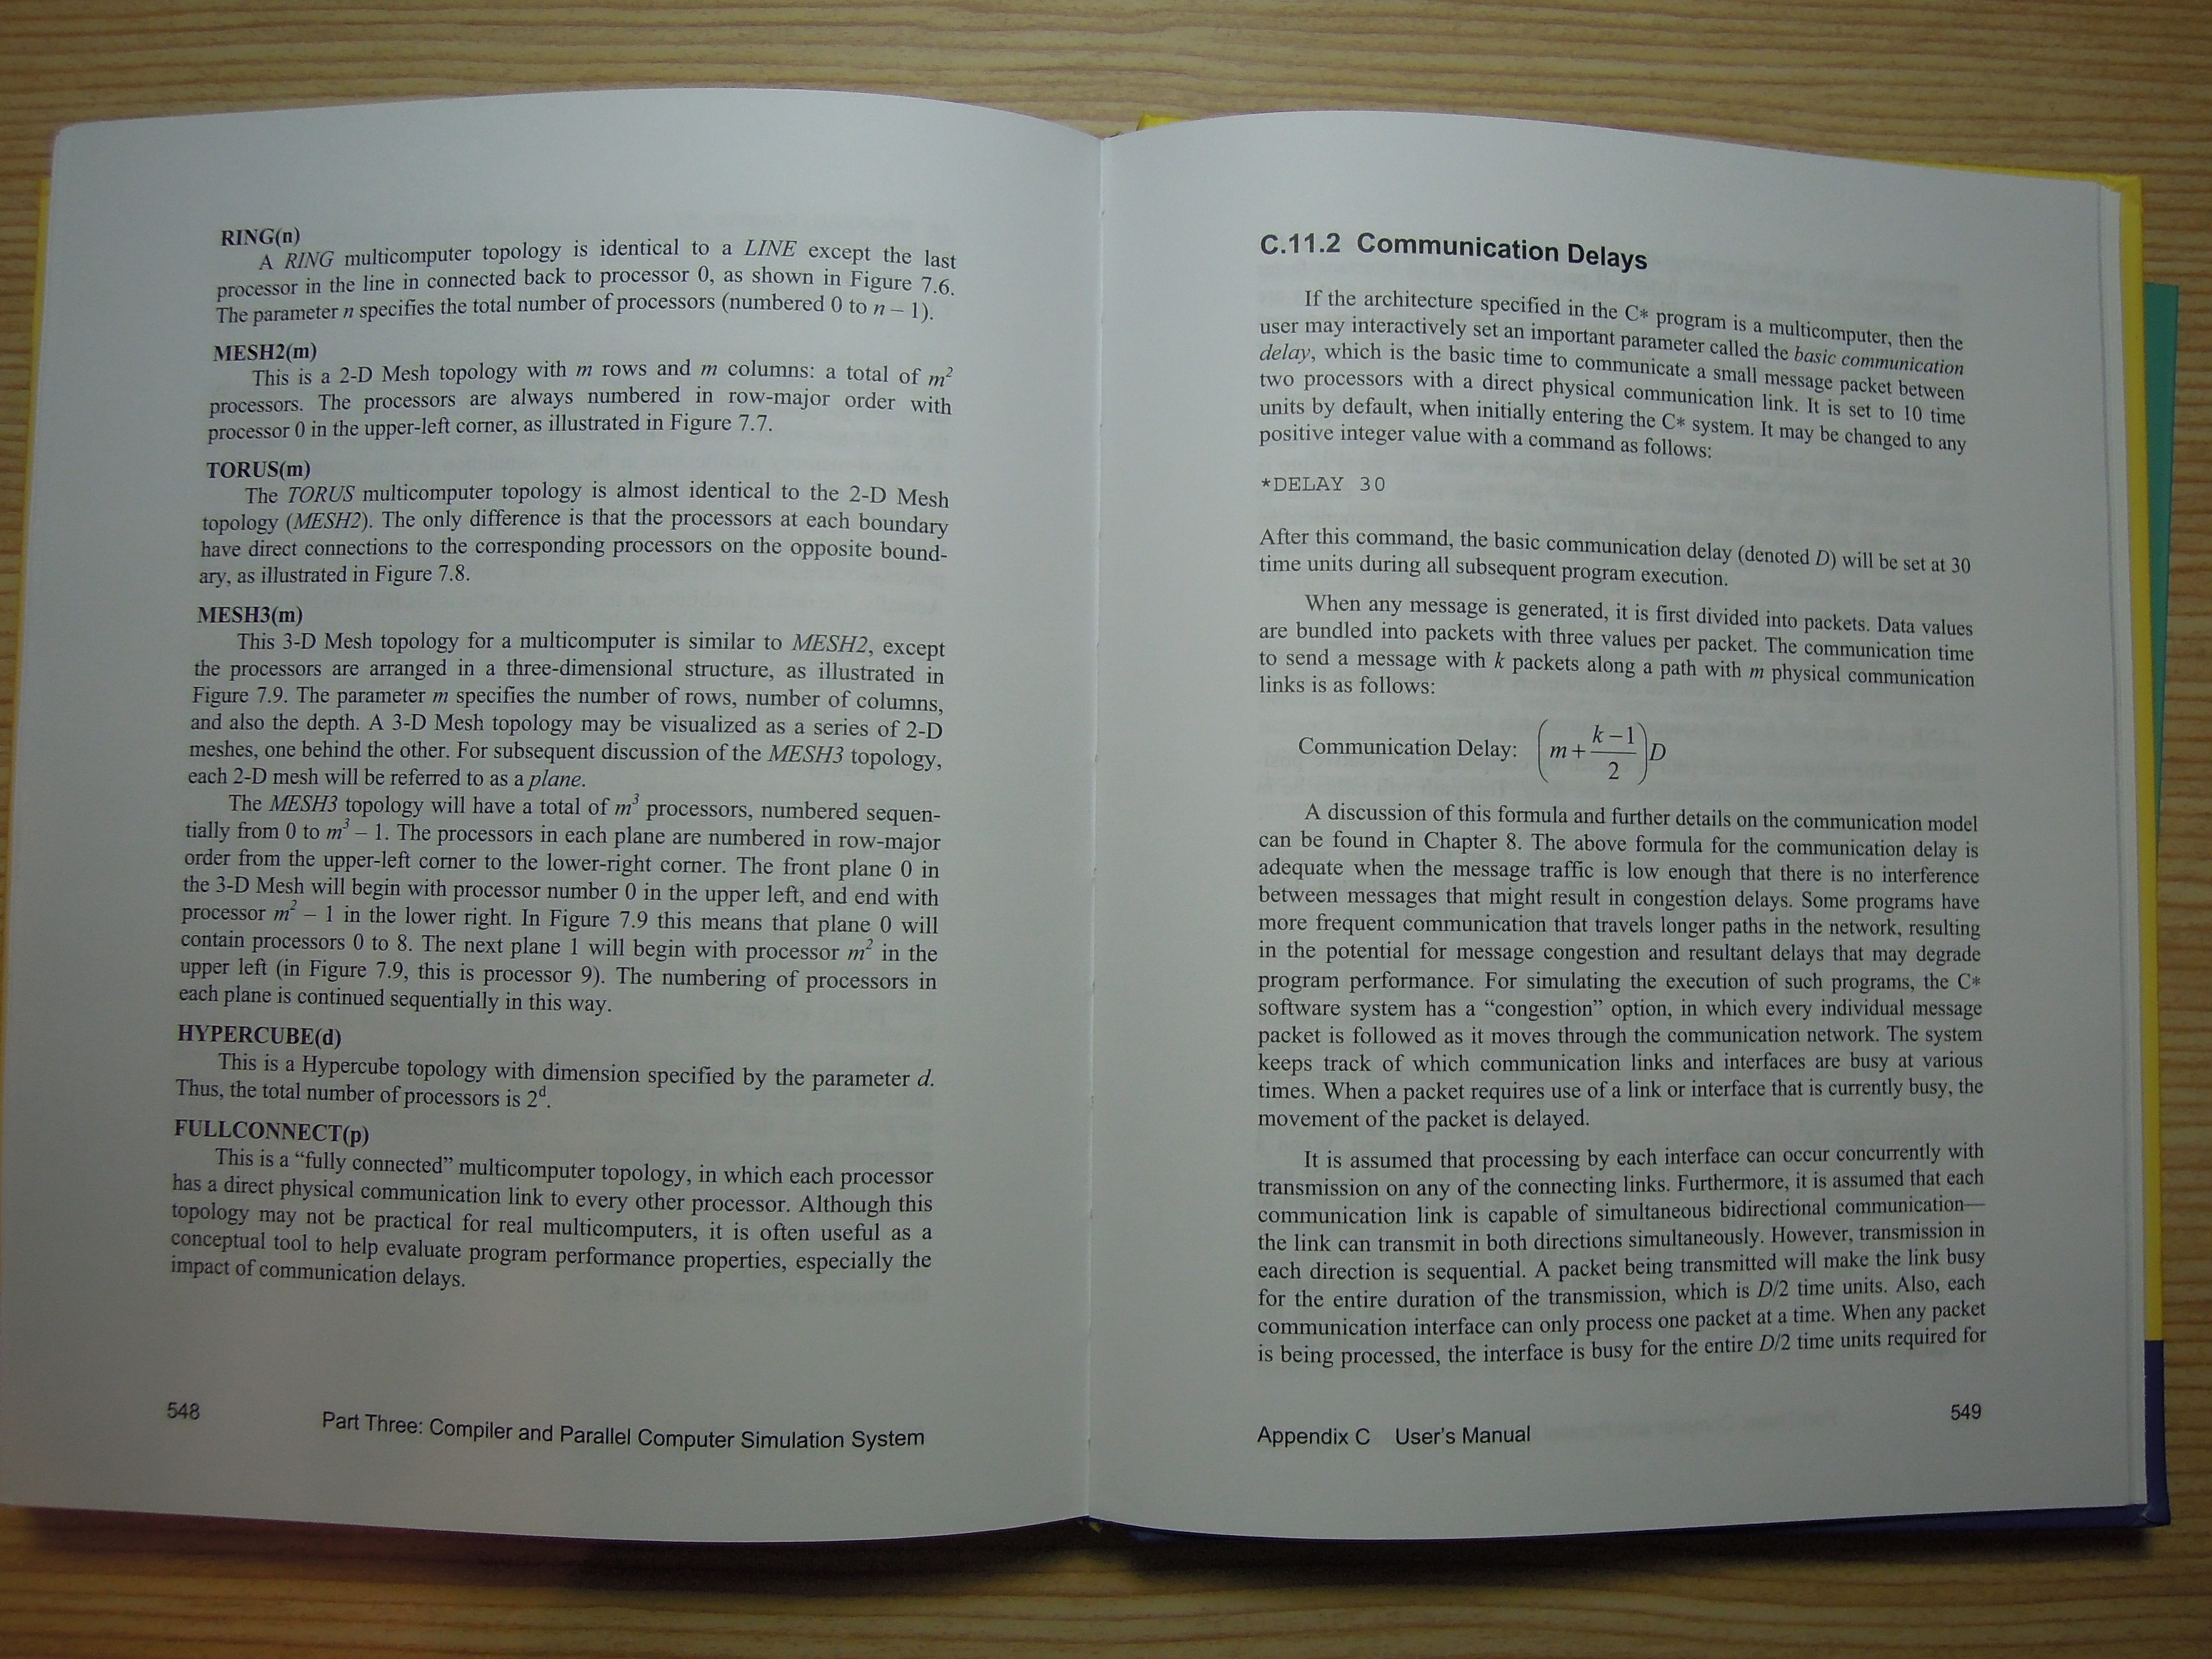 RING(n)
A RING multicomputer topology is identical to a LINE except the last
processor in the line in connected back to processor 0, as shown in Figure 7.6.
The parameter n specifies the total number of processors (numbered 0 to n – 1).
MESH2(m)
This is a 2-D Mesh topology with m rows and m columns: a total of m²
processors. The processors are always numbered in row-major order with
processor 0 in the upper-left corner, as illustrated in Figure 7.7.
TORUS(m)
The TORUS multicomputer topology is almost identical to the 2-D Mesh
topology (MESH2). The only difference is that the processors at each boundary
have direct connections to the corresponding processors on the opposite bound-
ary, as illustrated in Figure 7.8.
MESH3(m)
This 3-D Mesh topology for a multicomputer is similar to MESH2, except
the processors are arranged in a three-dimensional structure, as illustrated in
Figure 7.9. The parameter m specifies the number of rows, number of columns,
and also the depth. A 3-D Mesh topology may be visualized as a series of 2-D
meshes, one behind the other. For subsequent discussion of the MESH3 topology,
each 2-D mesh will be referred to as a plane.
The MESH3 topology will have a total of m³ processors, numbered sequen-
tially from 0 to m³ – 1. The processors in each plane are numbered in row-major
order from the upper-left corner to the lower-right corner. The front plane 0 in
the 3-D Mesh will begin with processor number 0 in the upper left, and end with
processor m² – 1 in the lower right. In Figure 7.9 this means that plane 0 will
contain processors 0 to 8. The next plane 1 will begin with processor m² in the
upper left (in Figure 7.9, this is processor 9). The numbering of processors in
each plane is continued sequentially in this way.
HYPERCUBE(d)
This is a Hypercube topology with dimension specified by the parameter d.
Thus, the total number of processors is 2ᵈ.
FULLCONNECT(p)
This is a “fully connected” multicomputer topology, in which each processor
has a direct physical communication link to every other processor. Although this
topology may not be practical for real multicomputers, it is often useful as a
conceptual tool to help evaluate program performance properties, especially the
impact of communication delays.
548
Part Three: Compiler and Parallel Computer Simulation System
C.11.2 Communication Delays
If the architecture specified in the C* program is a multicomputer, then the
user may interactively set an important parameter called the basic communication
delay, which is the basic time to communicate a small message packet between
two processors with a direct physical communication link. It is set to 10 time
units by default, when initially entering the C* system. It may be changed to any
positive integer value with a command as follows:
*DELAY 30
After this command, the basic communication delay (denoted D) will be set at 30
time units during all subsequent program execution.
When any message is generated, it is first divided into packets. Data values
are bundled into packets with three values per packet. The communication time
to send a message with k packets along a path with m physical communication
links is as follows:
Communication Delay: (m + (k – 1)/2) D
A discussion of this formula and further details on the communication model
can be found in Chapter 8. The above formula for the communication delay is
adequate when the message traffic is low enough that there is no interference
between messages that might result in congestion delays. Some programs have
more frequent communication that travels longer paths in the network, resulting
in the potential for message congestion and resultant delays that may degrade
program performance. For simulating the execution of such programs, the C*
software system has a “congestion” option, in which every individual message
packet is followed as it moves through the communication network. The system
keeps track of which communication links and interfaces are busy at various
times. When a packet requires use of a link or interface that is currently busy, the
movement of the packet is delayed.
It is assumed that processing by each interface can occur concurrently with
transmission on any of the connecting links. Furthermore, it is assumed that each
communication link is capable of simultaneous bidirectional communication—
the link can transmit in both directions simultaneously. However, transmission in
each direction is sequential. A packet being transmitted will make the link busy
for the entire duration of the transmission, which is D/2 time units. Also, each
communication interface can only process one packet at a time. When any packet
is being processed, the interface is busy for the entire D/2 time units required for
Appendix C User’s Manual
549